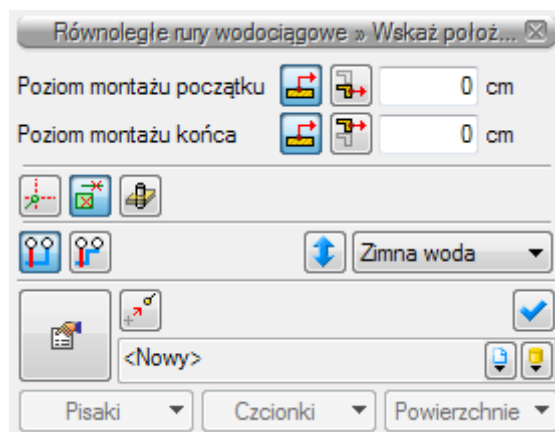 Równoległe rury wodociągowe » Wskaż położ...
Poziom montażu początku 0 cm
Poziom montażu końca 0 cm
Zimna woda
<Nowy>
Pisaki Czcionki Powierzchnie